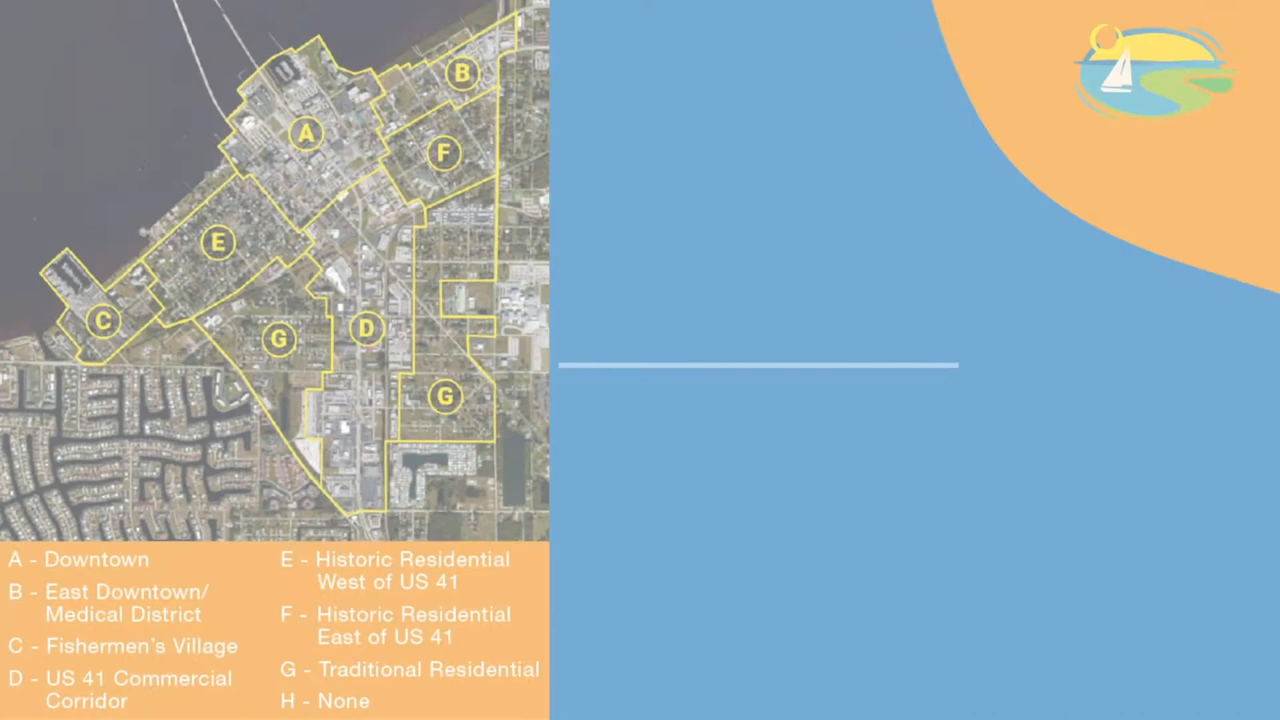 B
A
F
E
C
D
G
G
A - Downtown
B - East Downtown/
Medical District
C - Fishermen's Village
D - US 41 Commercial
Corridor
E - Historic Residential
West of US 41
F - Historic Residential
East of US 41
G - Traditional Residential
H - None